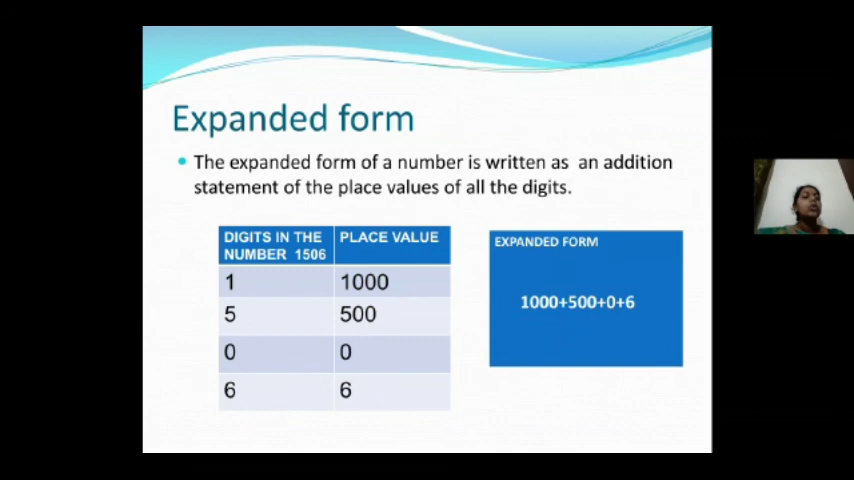 Expanded form
The expanded form of a number is written as an addition
statement of the place values of all the digits.
DIGITS IN THE
NUMBER 1506
PLACE VALUE
1 1000
5 500
0 0
6 6
EXPANDED FORM
1000+500+0+6